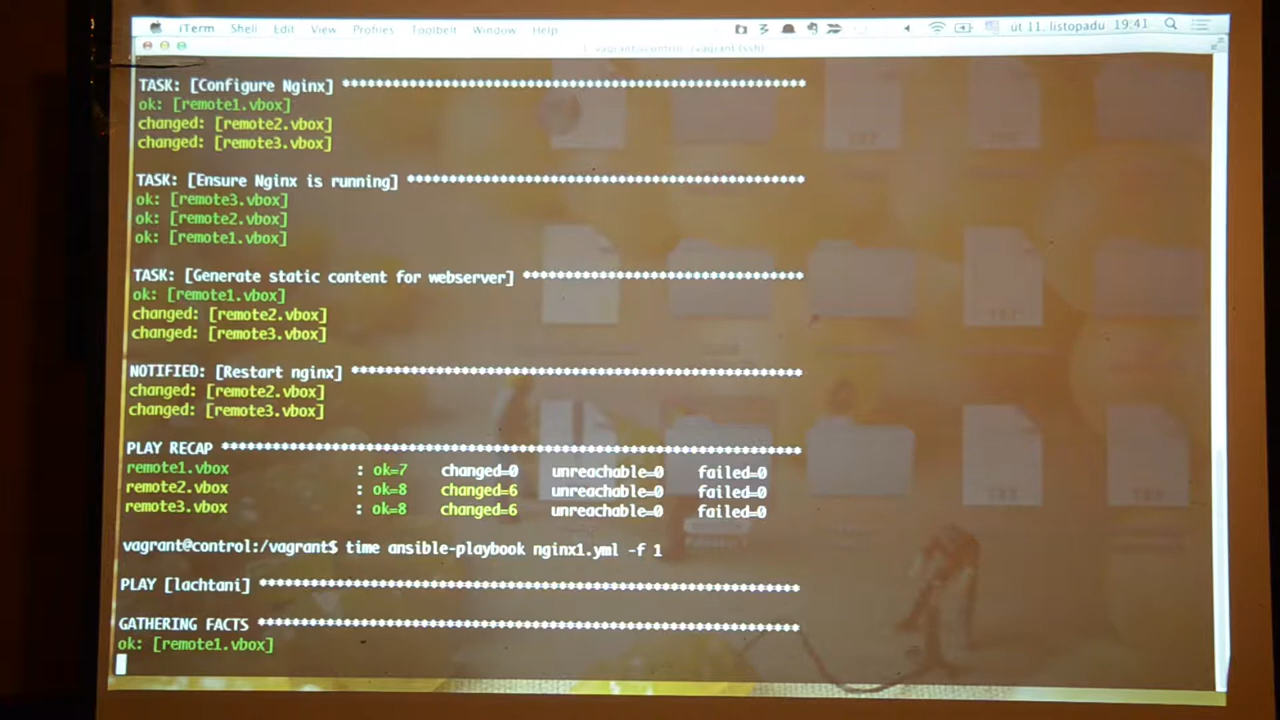 iTerm Shell Edit View Profiles Toolbelt Window Help út 11. listopadu 19:41
1. vagrant@control: /vagrant (ssh)
TASK: [Configure Nginx] ****************************************************************
ok: [remote1.vbox]
changed: [remote2.vbox]
changed: [remote3.vbox]
TASK: [Ensure Nginx is running] *******************************************************
ok: [remote3.vbox]
ok: [remote2.vbox]
ok: [remote1.vbox]
TASK: [Generate static content for webserver] ***************************************
ok: [remote1.vbox]
changed: [remote2.vbox]
changed: [remote3.vbox]
NOTIFIED: [Restart nginx] **************************************************************
changed: [remote2.vbox]
changed: [remote3.vbox]
PLAY RECAP ********************************************************************
remote1.vbox : ok=7 changed=0 unreachable=0 failed=0
remote2.vbox : ok=8 changed=6 unreachable=0 failed=0
remote3.vbox : ok=8 changed=6 unreachable=0 failed=0
vagrant@control:/vagrant$ time ansible-playbook nginx1.yml -f 1
PLAY [lachtani] ****************************************************************
GATHERING FACTS ***************************************************************
ok: [remote1.vbox]